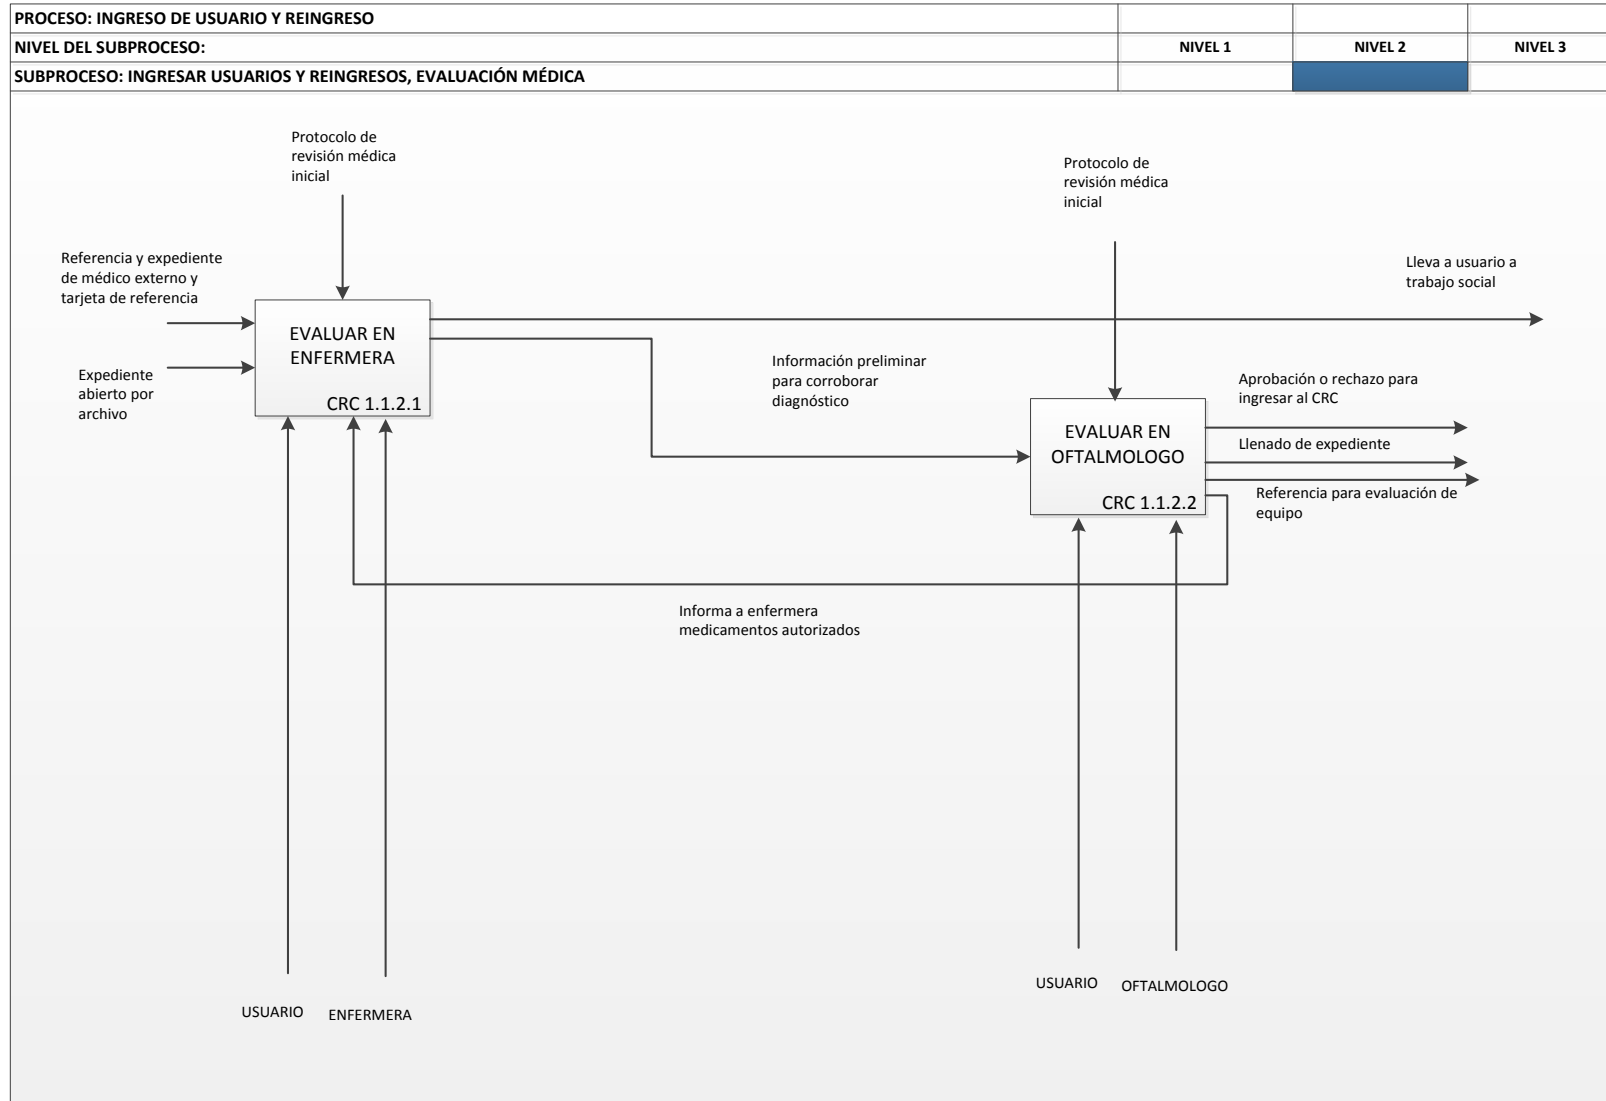 PROCESO: INGRESO DE USUARIO Y REINGRESO
NIVEL DEL SUBPROCESO:
NIVEL 1
NIVEL 2
NIVEL 3
SUBPROCESO: INGRESAR USUARIOS Y REINGRESOS, EVALUACIÓN MÉDICA
Protocolo de
revisión médica
inicial
Protocolo de
revisión médica
inicial
Referencia y expediente
de médico externo y
tarjeta de referencia
Lleva a usuario a
trabajo social
EVALUAR EN
ENFERMERA
CRC 1.1.2.1
Expediente
abierto por
archivo
Información preliminar
para corroborar
diagnóstico
Aprobación o rechazo para
ingresar al CRC
EVALUAR EN
OFTALMOLOGO
CRC 1.1.2.2
Llenado de expediente
Referencia para evaluación de
equipo
Informa a enfermera
medicamentos autorizados
USUARIO
ENFERMERA
USUARIO
OFTALMOLOGO